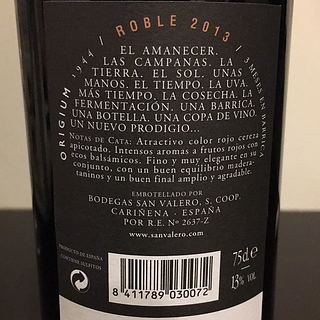 ORIGIUM 1944 / ROBLE 2013 / 3 MESES EN BARRICA
EL AMANECER.
LAS CAMPANAS. LA
TIERRA. EL SOL. UNAS
MANOS. EL TIEMPO. LA UVA.
MÁS TIEMPO. LA COSECHA. LA
FERMENTACIÓN. UNA BARRICA.
UNA BOTELLA. UNA COPA DE VINO.
UN NUEVO PRODIGIO...
NOTAS DE CATA: Atractivo color rojo cereza
apicotado. Intensos aromas a frutos rojos con
ecos balsámicos. Fino y muy elegante en su
conjunto, con un buen equilibrio madera-
taninos y un buen final amplio y agradable.
EMBOTELLADO POR
BODEGAS SAN VALERO, S. COOP.
CARIÑENA - ESPAÑA
POR R.E. Nº 2637-Z
www.sanvalero.com
PRODUCTO DE ESPAÑA
CONTIENE SULFITOS
75cl e
13% VOL
8 411789 030072